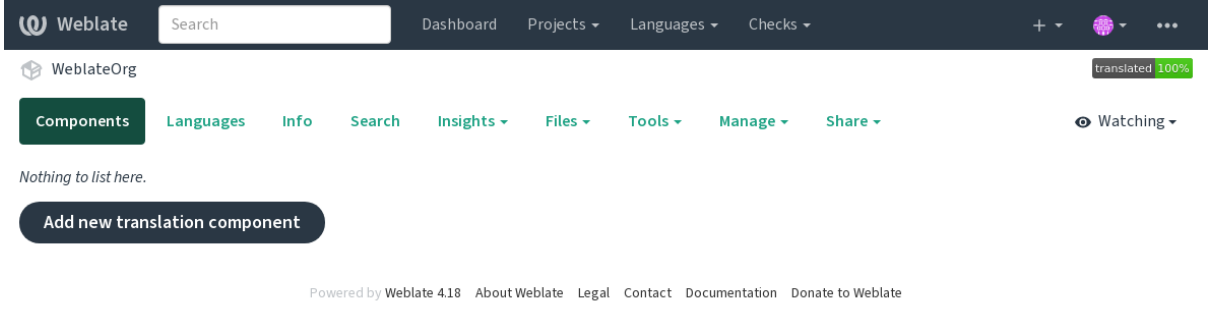 Weblate Search Dashboard Projects Languages Checks
WeblateOrg translated 100%
Components Languages Info Search Insights Files Tools Manage Share Watching
Nothing to list here.
Add new translation component
Powered by Weblate 4.18 About Weblate Legal Contact Documentation Donate to Weblate